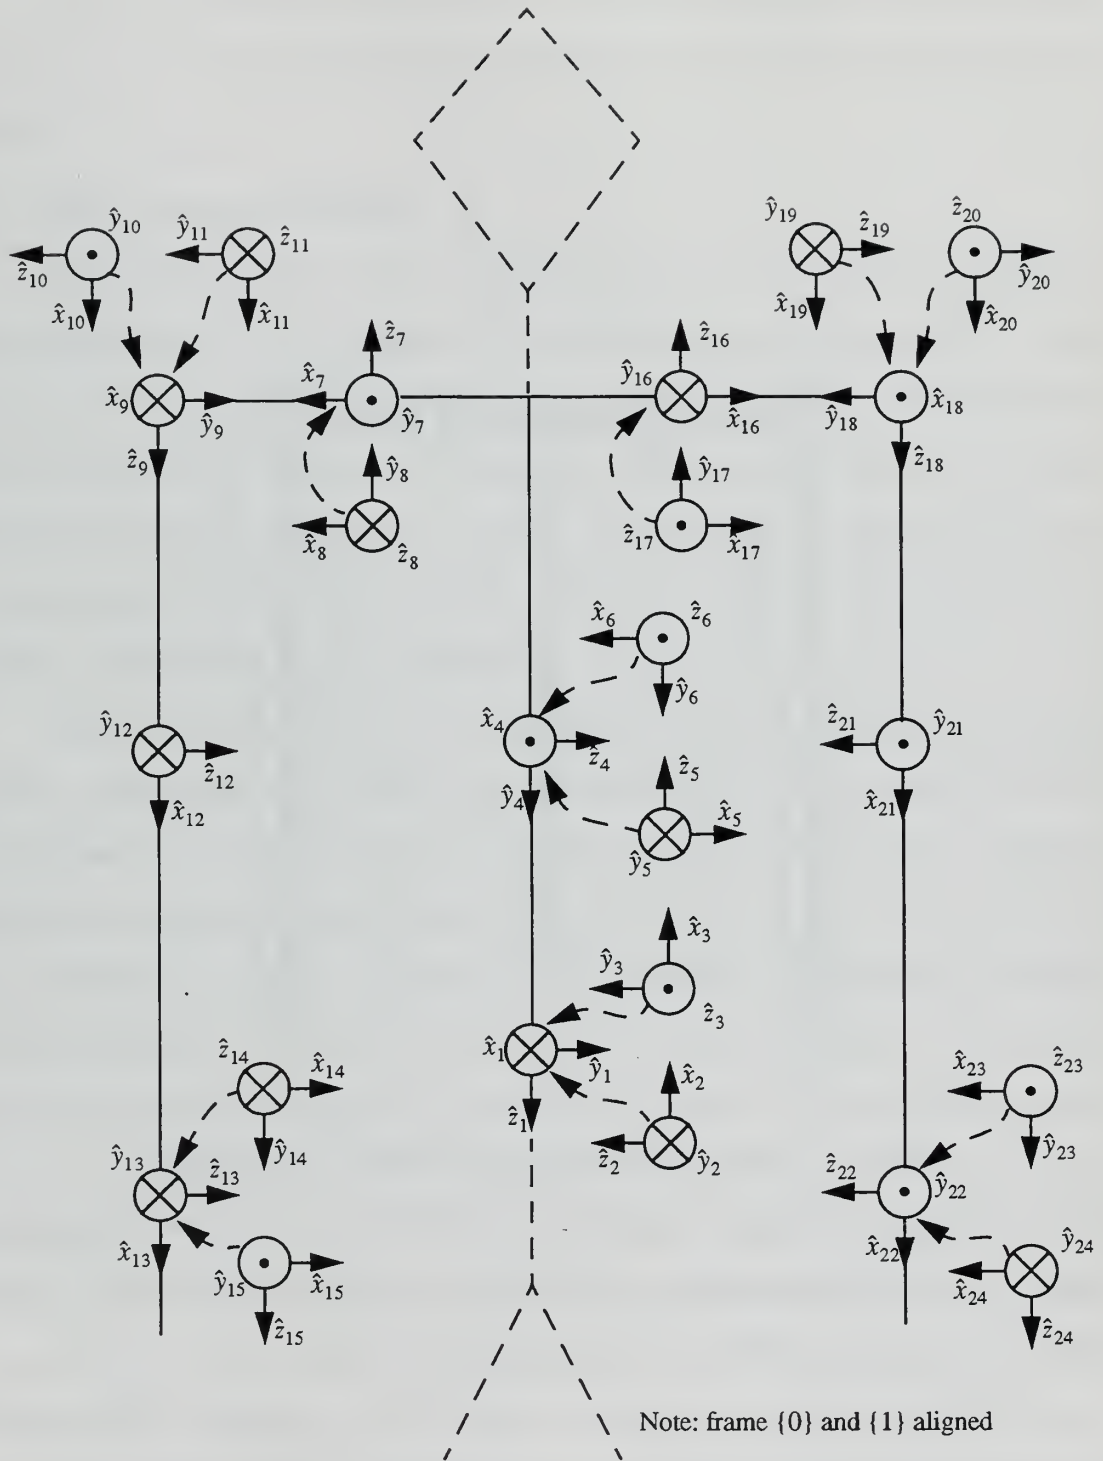 ŷ10 ŷ11 ẑ11 ŷ19 ẑ19 ẑ20
ẑ10 x̂10 x̂11 x̂19 x̂20 ŷ20
ẑ7 ẑ16
x̂9 ŷ9 x̂7 ŷ7 ŷ16 x̂16 ŷ18 x̂18
ẑ9 ŷ8 ŷ17 ẑ18
x̂8 ẑ8 ẑ17 x̂17
x̂6 ẑ6
ŷ6
ŷ12 ẑ12 x̂4 ẑ4 ẑ21 ŷ21
x̂12 ŷ4 ẑ5 x̂21
ŷ5 x̂5
x̂3
ŷ3 ẑ3
ẑ14 x̂14 x̂1 ŷ1 x̂2 x̂23 ẑ23
ŷ14 ẑ1 ẑ2 ŷ2 ŷ23
ŷ13 ẑ13 ẑ22 ŷ22
x̂13 ŷ15 x̂15 x̂22 x̂24 ŷ24
ẑ15 ẑ24
Note: frame {0} and {1} aligned